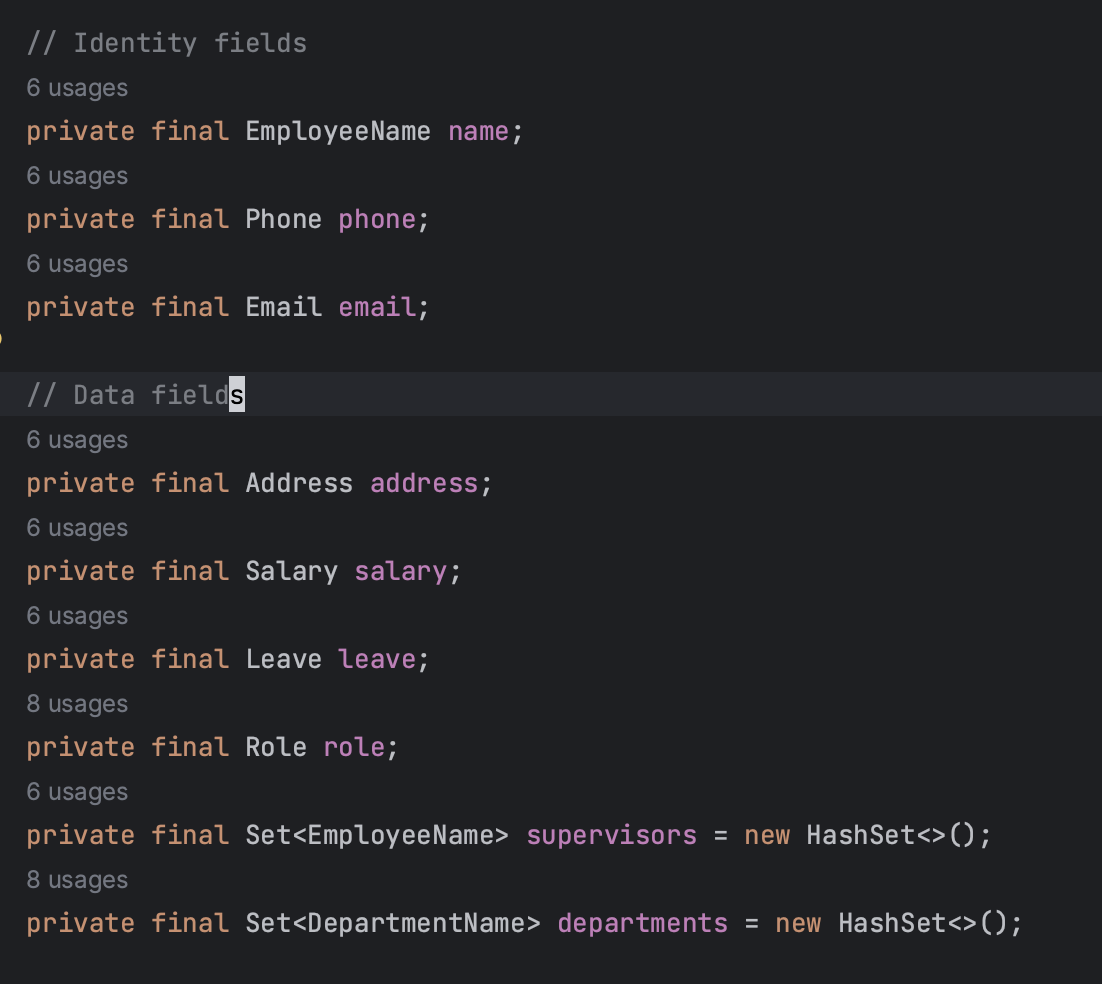 // Identity fields
6 usages
private final EmployeeName name;
6 usages
private final Phone phone;
6 usages
private final Email email;
// Data fields
6 usages
private final Address address;
6 usages
private final Salary salary;
6 usages
private final Leave leave;
8 usages
private final Role role;
6 usages
private final Set<EmployeeName> supervisors = new HashSet<>();
8 usages
private final Set<DepartmentName> departments = new HashSet<>();